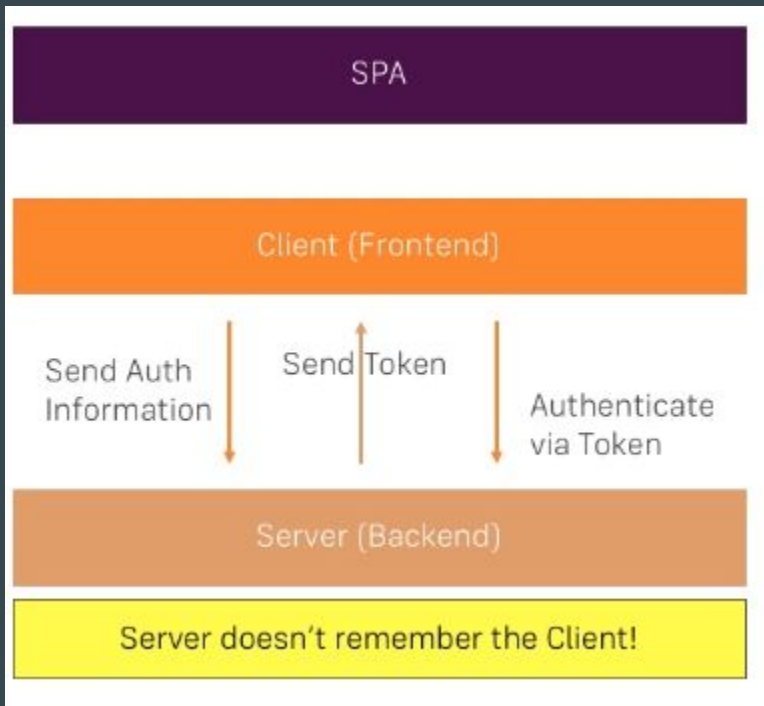 SPA
Client (Frontend)
Send Auth
Information
Send Token
Authenticate
via Token
Server (Backend)
Server doesn't remember the Client!